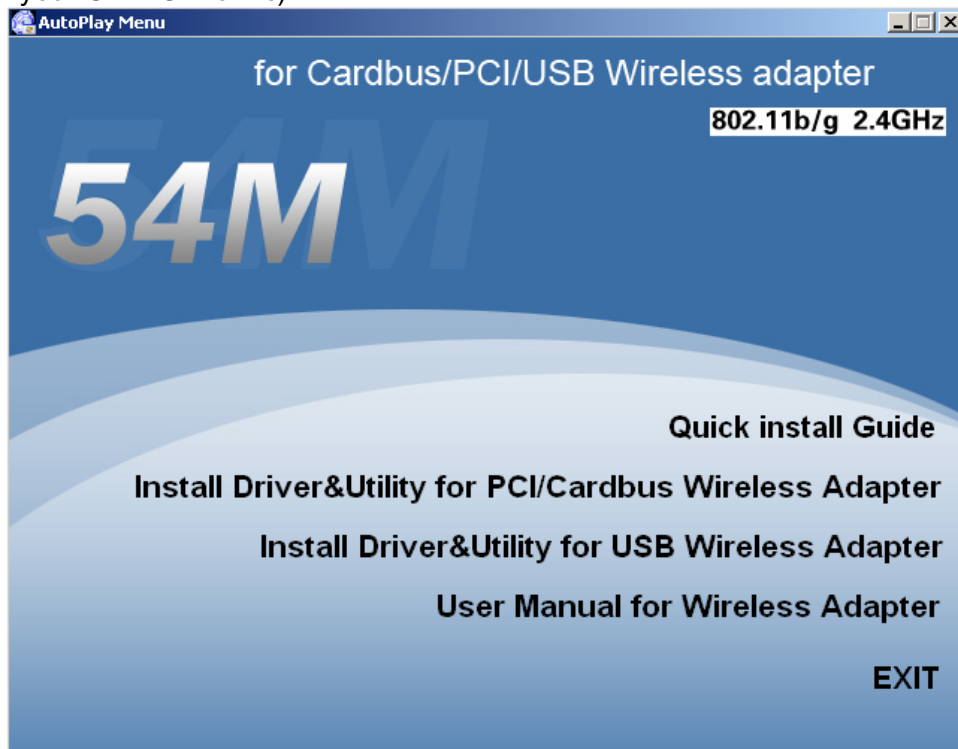 AutoPlay Menu
for Cardbus/PCI/USB Wireless adapter
802.11b/g 2.4GHz
54M
Quick install Guide
Install Driver&Utility for PCI/Cardbus Wireless Adapter
Install Driver&Utility for USB Wireless Adapter
User Manual for Wireless Adapter
EXIT